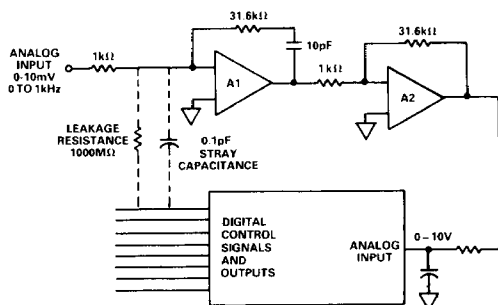 31.6kΩ
31.6kΩ
ANALOG
INPUT
0-10mV
0 TO 1kHz
1kΩ
10pF
1kΩ
A1
A2
LEAKAGE
RESISTANCE
1000MΩ
0.1pF
STRAY
CAPACITANCE
DIGITAL
CONTROL
SIGNALS
AND
OUTPUTS
ANALOG
INPUT
0–10V